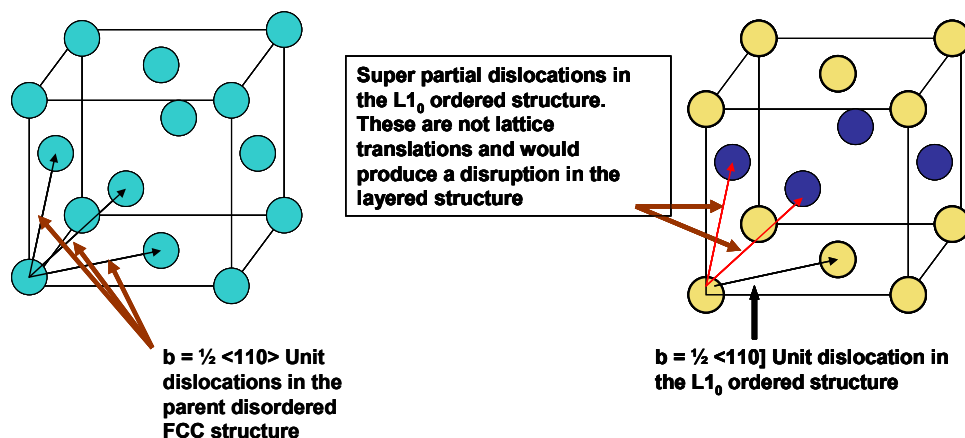 Super partial dislocations in
the L1₀ ordered structure.
These are not lattice
translations and would
produce a disruption in the
layered structure
b = ½ <110> Unit
dislocations in the
parent disordered
FCC structure
b = ½ <110] Unit dislocation in
the L1₀ ordered structure